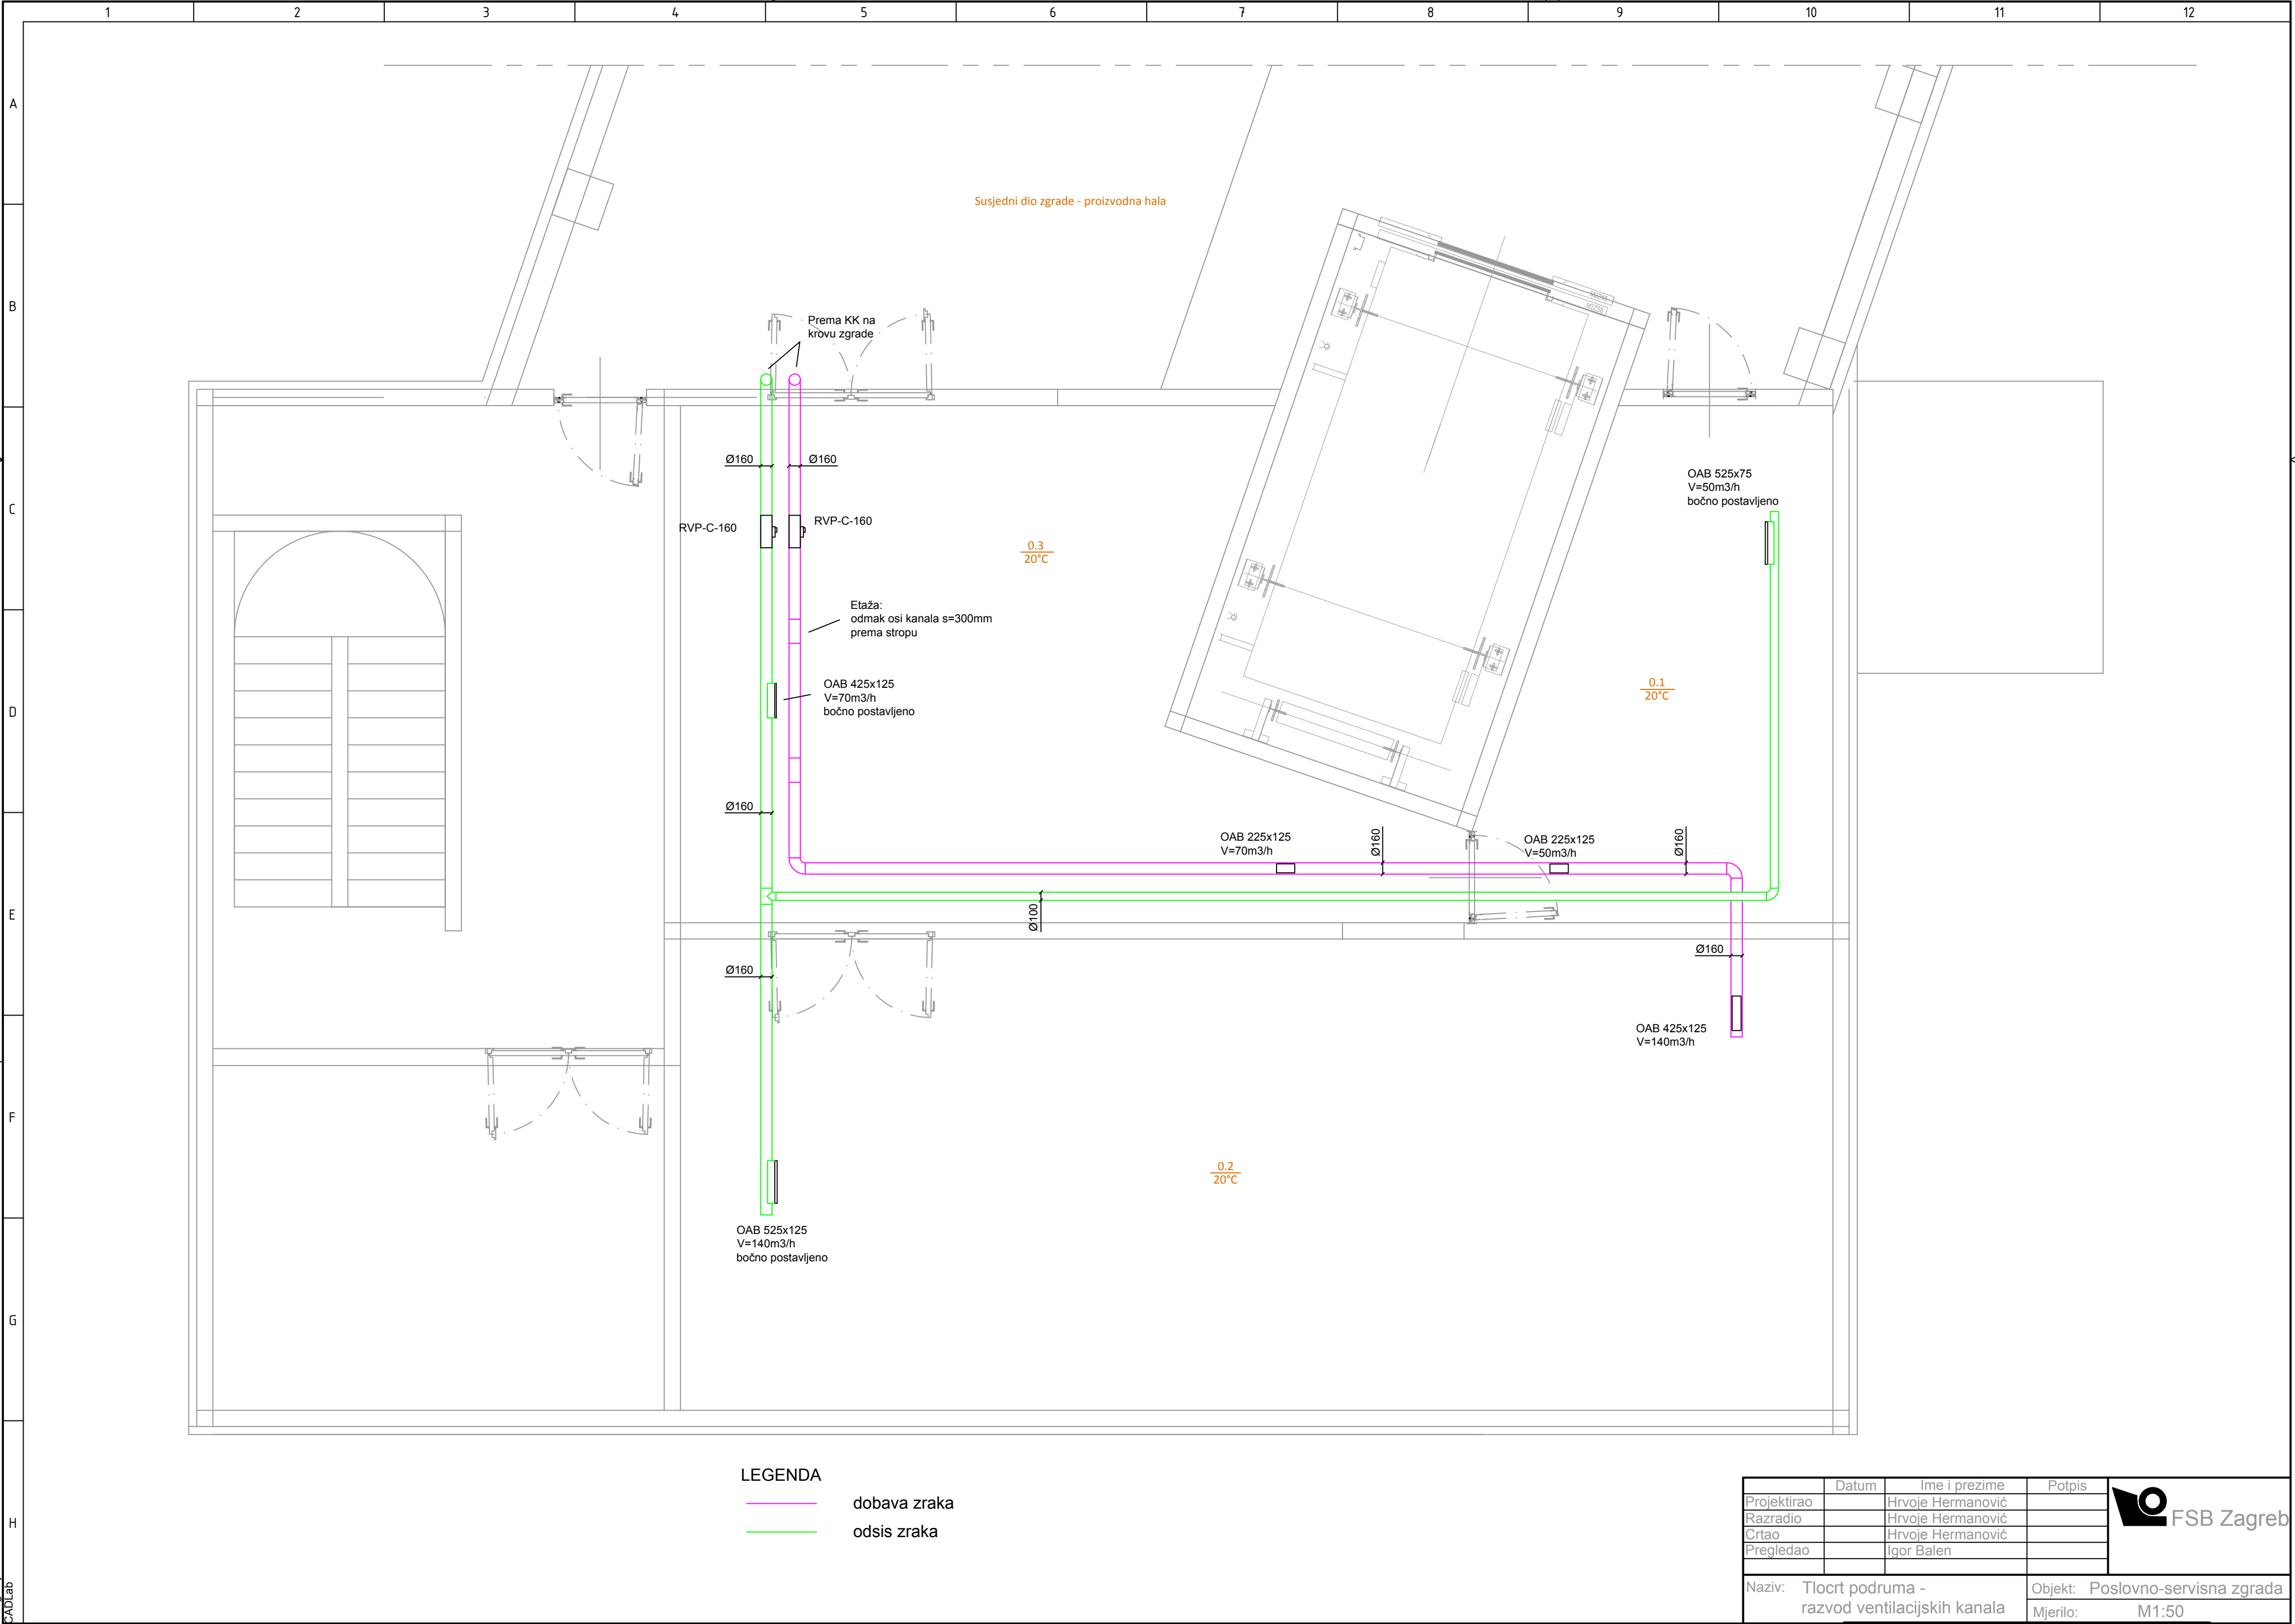 1 2 3 4 5 6 7 8 9 10 11 12
A
B
C
D
E
F
G
H
Susjedni dio zgrade - proizvodna hala
Prema KK na
krovu zgrade
M0268
Ø160
Ø160
RVP-C-160
RVP-C-160
OAB 525x75
V=50m3/h
bočno postavljeno
0.3
20°C
Etaža:
odmak osi kanala s=300mm
prema stropu
OAB 425x125
V=70m3/h
bočno postavljeno
0.1
20°C
Ø160
OAB 225x125
V=70m3/h
Ø160
OAB 225x125
V=50m3/h
Ø160
Ø100
Ø160
Ø160
OAB 425x125
V=140m3/h
0.2
20°C
OAB 525x125
V=140m3/h
bočno postavljeno
LEGENDA
dobava zraka
odsis zraka
Datum Ime i prezime Potpis
Projektirao Hrvoje Hermanović
Razradio Hrvoje Hermanović
Crtao Hrvoje Hermanović
Pregledao Igor Balen
FSB Zagreb
Naziv: Tlocrt podruma -
razvod ventilacijskih kanala
Objekt: Poslovno-servisna zgrada
Mjerilo: M1:50
CADLab